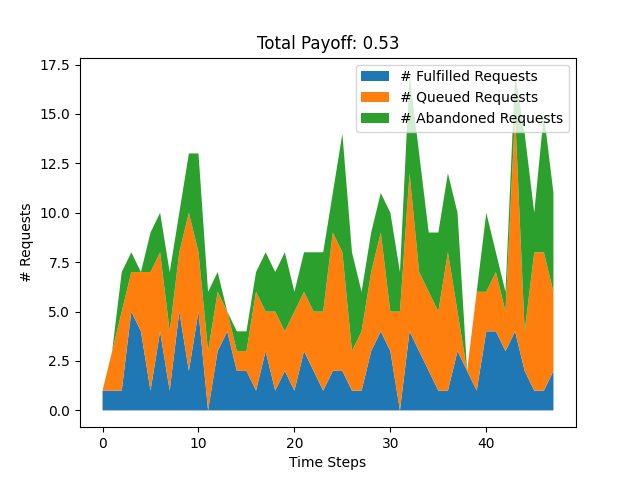 Total Payoff: 0.53
# Fulfilled Requests
# Queued Requests
# Abandoned Requests
# Requests
17.5
15.0
12.5
10.0
7.5
5.0
2.5
0.0
0 10 20 30 40
Time Steps